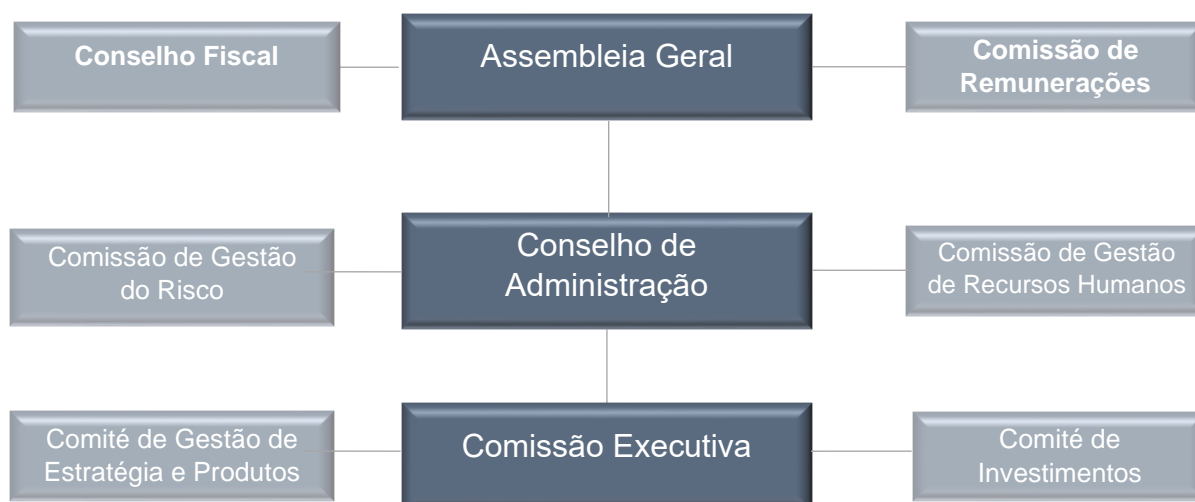 Conselho Fiscal
Assembleia Geral
Comissão de
Remunerações
Comissão de Gestão
do Risco
Conselho de
Administração
Comissão de Gestão
de Recursos Humanos
Comité de Gestão de
Estratégia e Produtos
Comissão Executiva
Comité de
Investimentos